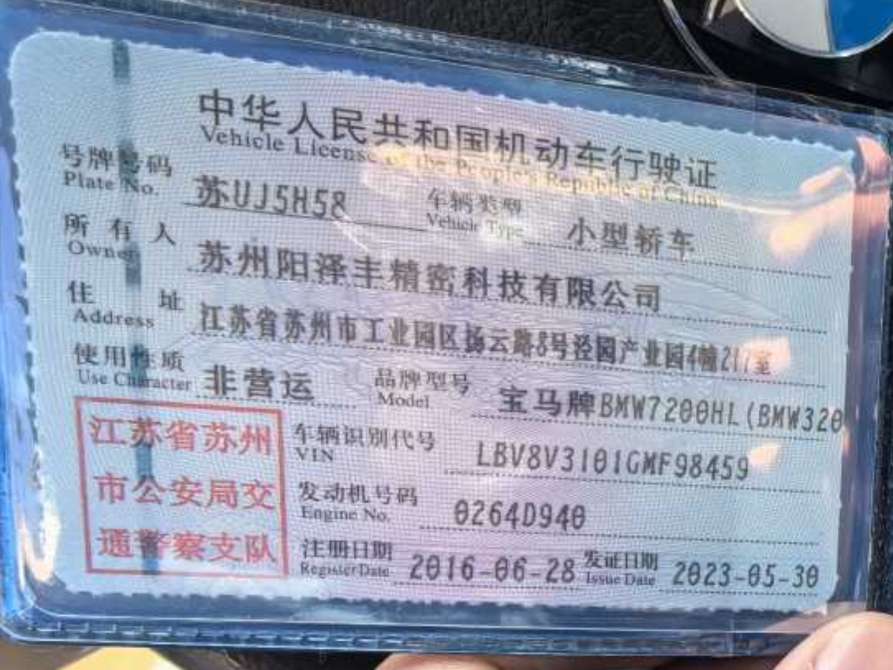 中华人民共和国机动车行驶证
Vehicle License of the People's Republic of China
号牌号码 苏UJ5H58 车辆类型 小型轿车
Plate No. Vehicle Type
所有人 苏州阳泽丰精密科技有限公司
Owner
住址 江苏省苏州市工业园区扬云路8号泾园产业园4幢217室
Address
使用性质 非营运 品牌型号 宝马牌BMW7200HL(BMW320
Use Character Model
江苏省苏州
市公安局交
通警察支队
车辆识别代号 LBV8V3101GMF98459
VIN
发动机号码 0264D940
Engine No.
注册日期 2016-06-28 发证日期 2023-05-30
Register Date Issue Date